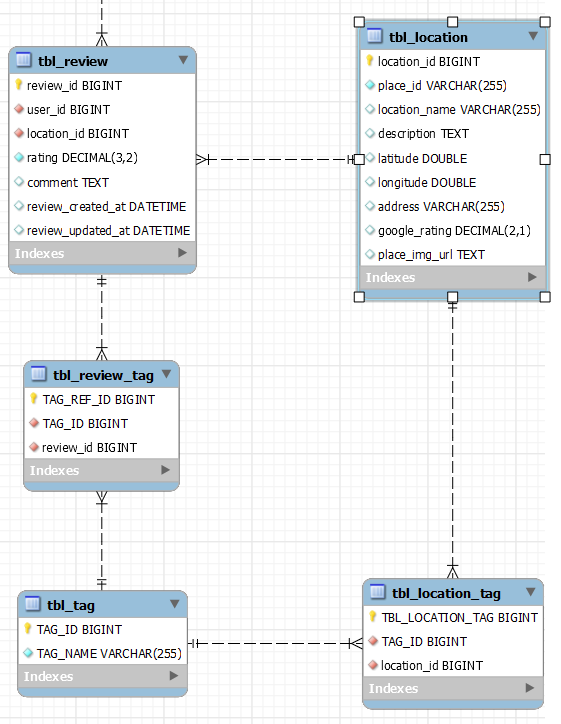 tbl_review
review_id BIGINT
user_id BIGINT
location_id BIGINT
rating DECIMAL(3,2)
comment TEXT
review_created_at DATETIME
review_updated_at DATETIME
Indexes
tbl_location
location_id BIGINT
place_id VARCHAR(255)
location_name VARCHAR(255)
description TEXT
latitude DOUBLE
longitude DOUBLE
address VARCHAR(255)
google_rating DECIMAL(2,1)
place_img_url TEXT
Indexes
tbl_review_tag
TAG_REF_ID BIGINT
TAG_ID BIGINT
review_id BIGINT
Indexes
tbl_tag
TAG_ID BIGINT
TAG_NAME VARCHAR(255)
Indexes
tbl_location_tag
TBL_LOCATION_TAG BIGINT
TAG_ID BIGINT
location_id BIGINT
Indexes